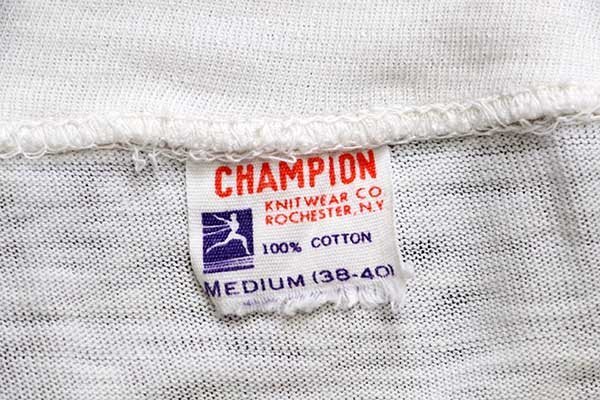 CHAMPION
KNITWEAR CO
ROCHESTER, N.Y
100% COTTON
MEDIUM (38-40)